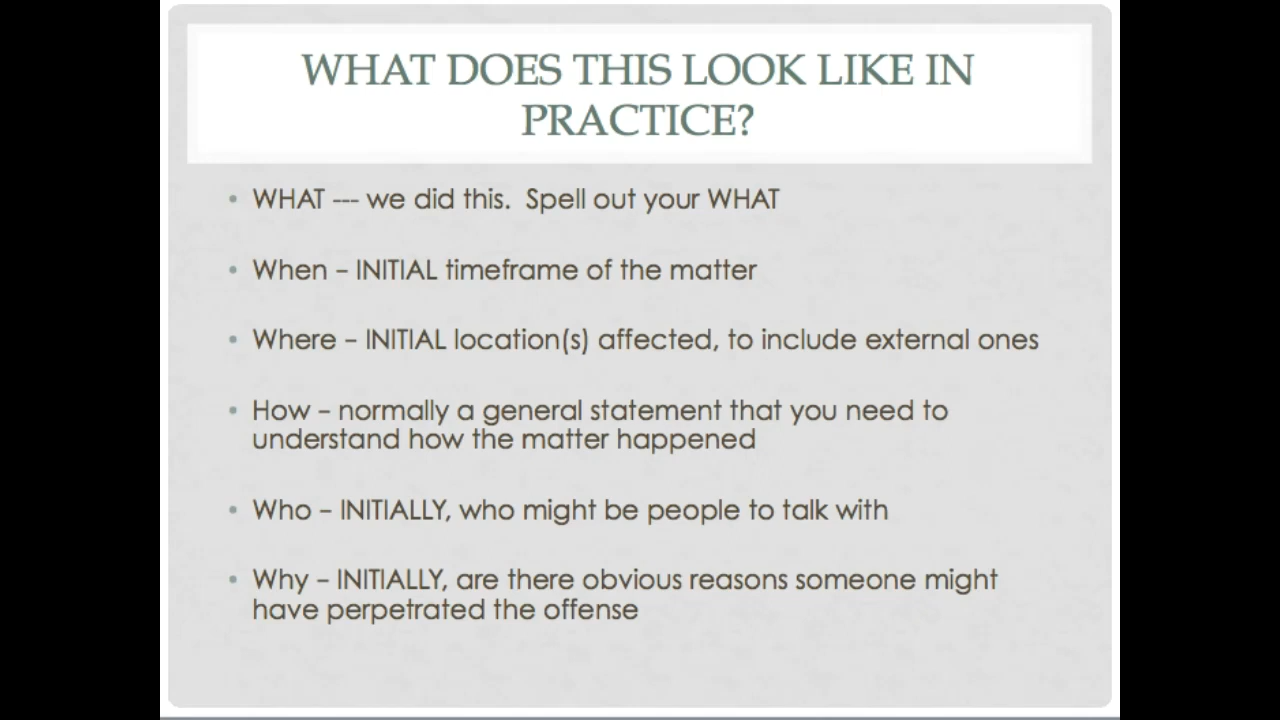 WHAT DOES THIS LOOK LIKE IN
PRACTICE?
• WHAT --- we did this.  Spell out your WHAT
• When – INITIAL timeframe of the matter
• Where – INITIAL location(s) affected, to include external ones
• How – normally a general statement that you need to
understand how the matter happened
• Who – INITIALLY, who might be people to talk with
• Why – INITIALLY, are there obvious reasons someone might
have perpetrated the offense